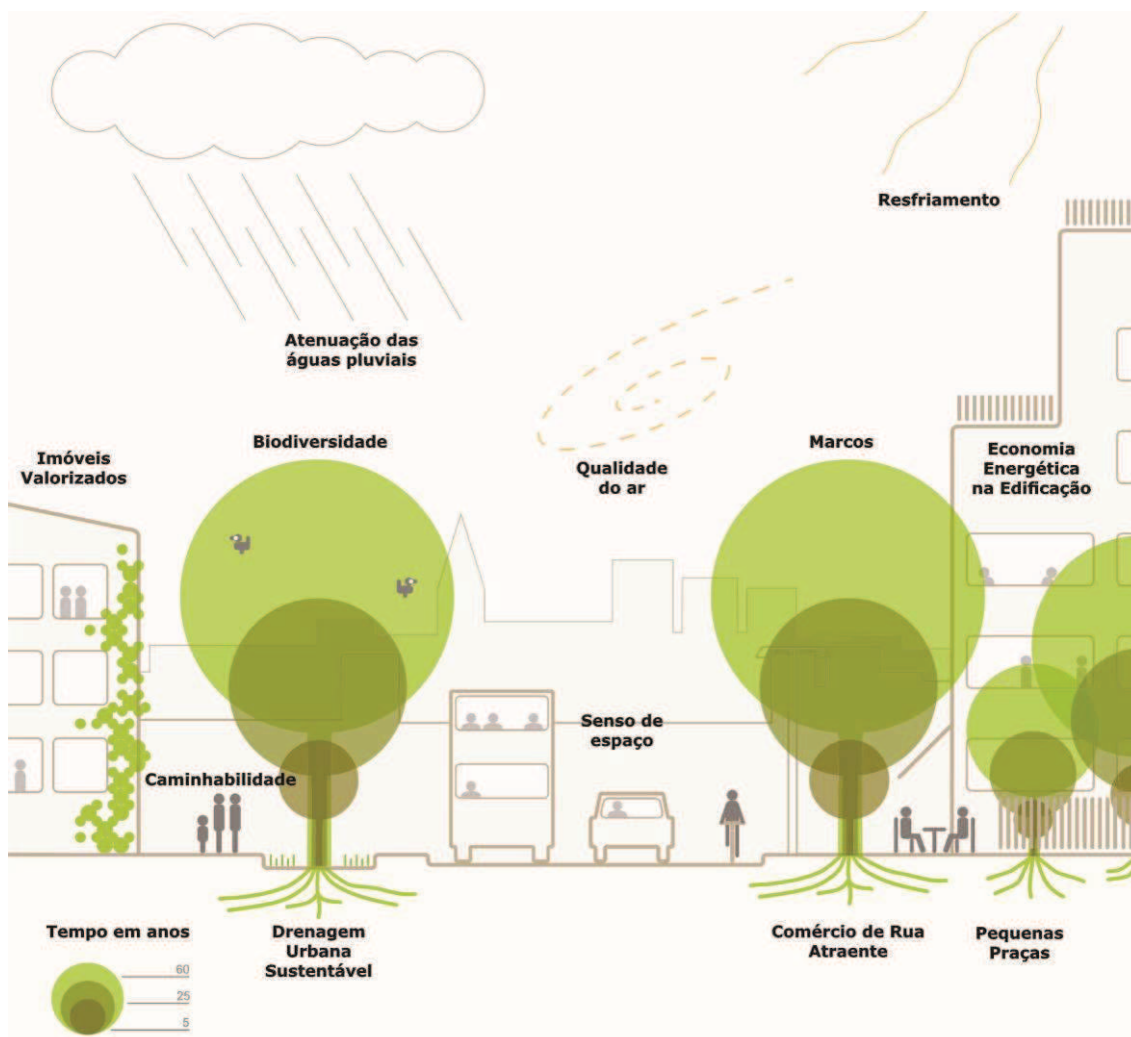 Resfriamento
Atenuação das
águas pluviais
Imóveis
Valorizados
Biodiversidade
Qualidade
do ar
Marcos
Economia
Energética
na Edificação
Senso de
espaço
Caminhabilidade
Tempo em anos
60
25
5
Drenagem
Urbana
Sustentável
Comércio de Rua
Atraente
Pequenas
Praças